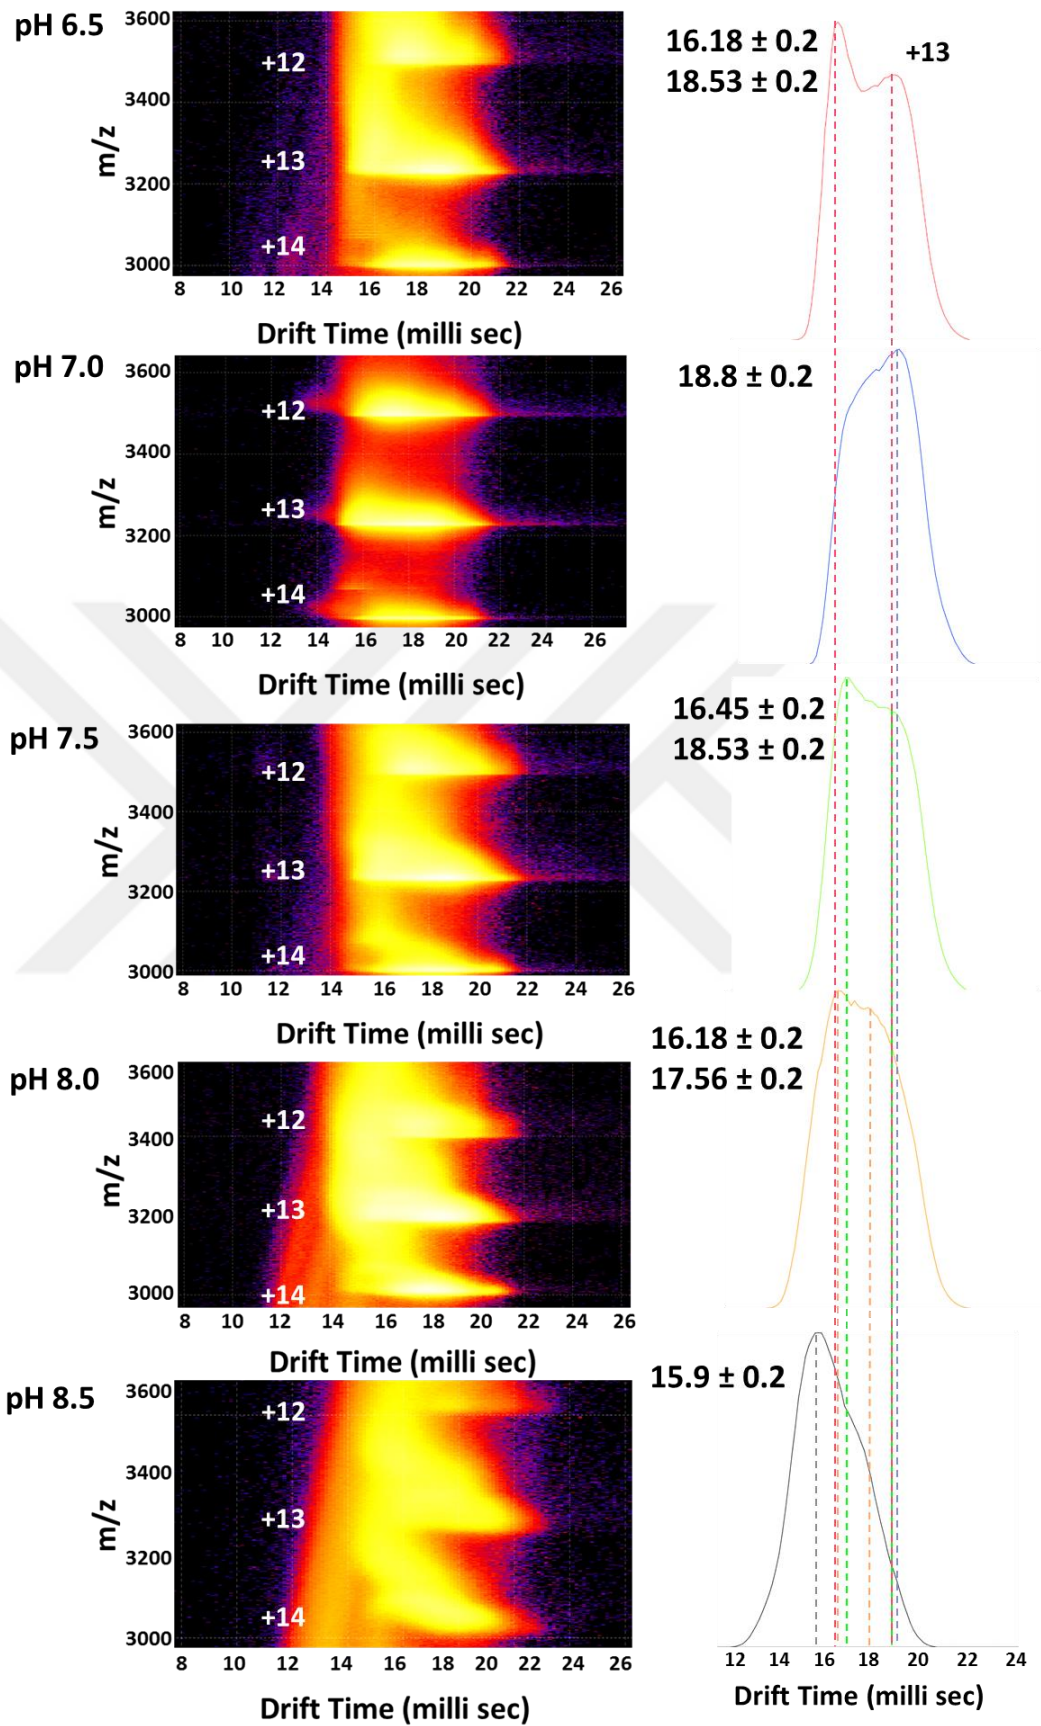 pH 6.5
3600
3400
3200
3000
m/z
+12
+13
+14
8 10 12 14 16 18 20 22 24 26
Drift Time (milli sec)
16.18 ± 0.2
18.53 ± 0.2
+13
pH 7.0
3600
3400
3200
3000
m/z
+12
+13
+14
8 10 12 14 16 18 20 22 24 26
Drift Time (milli sec)
18.8 ± 0.2
pH 7.5
3600
3400
3200
3000
m/z
+12
+13
+14
8 10 12 14 16 18 20 22 24 26
Drift Time (milli sec)
16.45 ± 0.2
18.53 ± 0.2
pH 8.0
3600
3400
3200
3000
m/z
+12
+13
+14
8 10 12 14 16 18 20 22 24 26
Drift Time (milli sec)
16.18 ± 0.2
17.56 ± 0.2
pH 8.5
3600
3400
3200
3000
m/z
+12
+13
+14
8 10 12 14 16 18 20 22 24 26
Drift Time (milli sec)
15.9 ± 0.2
12 14 16 18 20 22 24
Drift Time (milli sec)